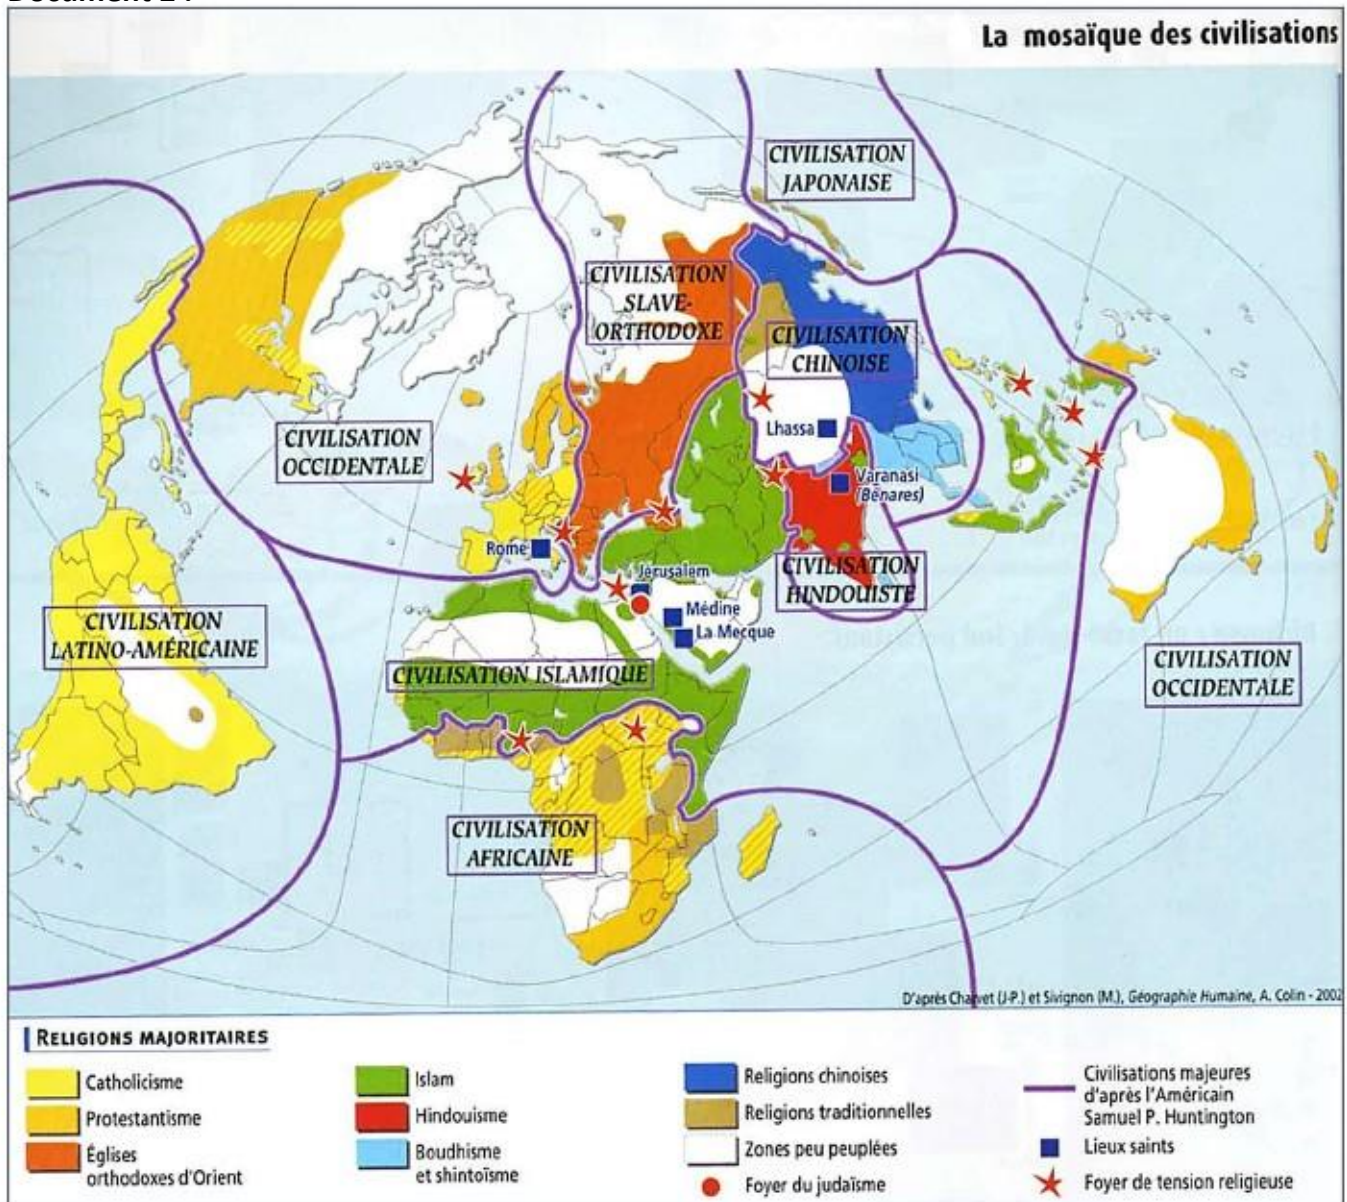 La mosaïque des civilisations
CIVILISATION
JAPONAISE
CIVILISATION
SLAVE-
ORTHODOXE
CIVILISATION
CHINOISE
Lhassa
CIVILISATION
OCCIDENTALE
Varanasi
(Bénares)
Rome
Jérusalem
CIVILISATION
HINDOUISTE
Médine
La Mecque
CIVILISATION
LATINO-AMÉRICAINE
CIVILISATION ISLAMIQUE
CIVILISATION
OCCIDENTALE
CIVILISATION
AFRICAINE
D'après Charvet (J-P.) et Sivignon (M.), Géographie Humaine, A. Colin - 2002
RELIGIONS MAJORITAIRES
Catholicisme
Protestantisme
Églises
orthodoxes d'Orient
Islam
Hindouisme
Boudhisme
et shintoïsme
Religions chinoises
Religions traditionnelles
Zones peu peuplées
Foyer du judaïsme
Civilisations majeures
d'après l'Américain
Samuel P. Huntington
Lieux saints
Foyer de tension religieuse